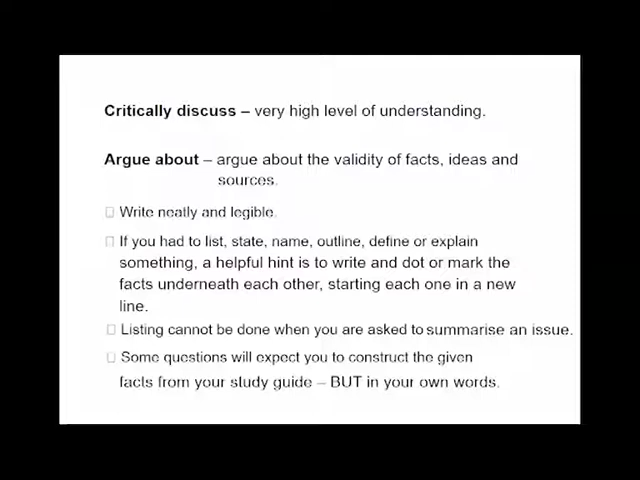 Critically discuss – very high level of understanding.
Argue about – argue about the validity of facts, ideas and
sources.
Write neatly and legible.
If you had to list, state, name, outline, define or explain
something, a helpful hint is to write and dot or mark the
facts underneath each other, starting each one in a new
line.
Listing cannot be done when you are asked to summarise an issue.
Some questions will expect you to construct the given
facts from your study guide – BUT in your own words.